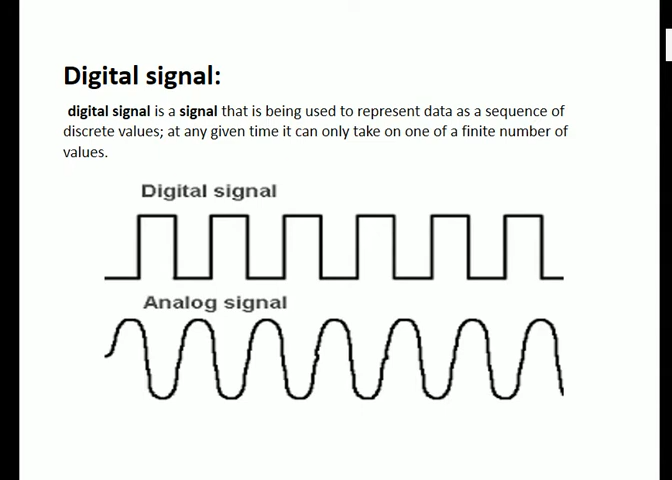 Digital signal:
digital signal is a signal that is being used to represent data as a sequence of
discrete values; at any given time it can only take on one of a finite number of
values.
Digital signal
Analog signal